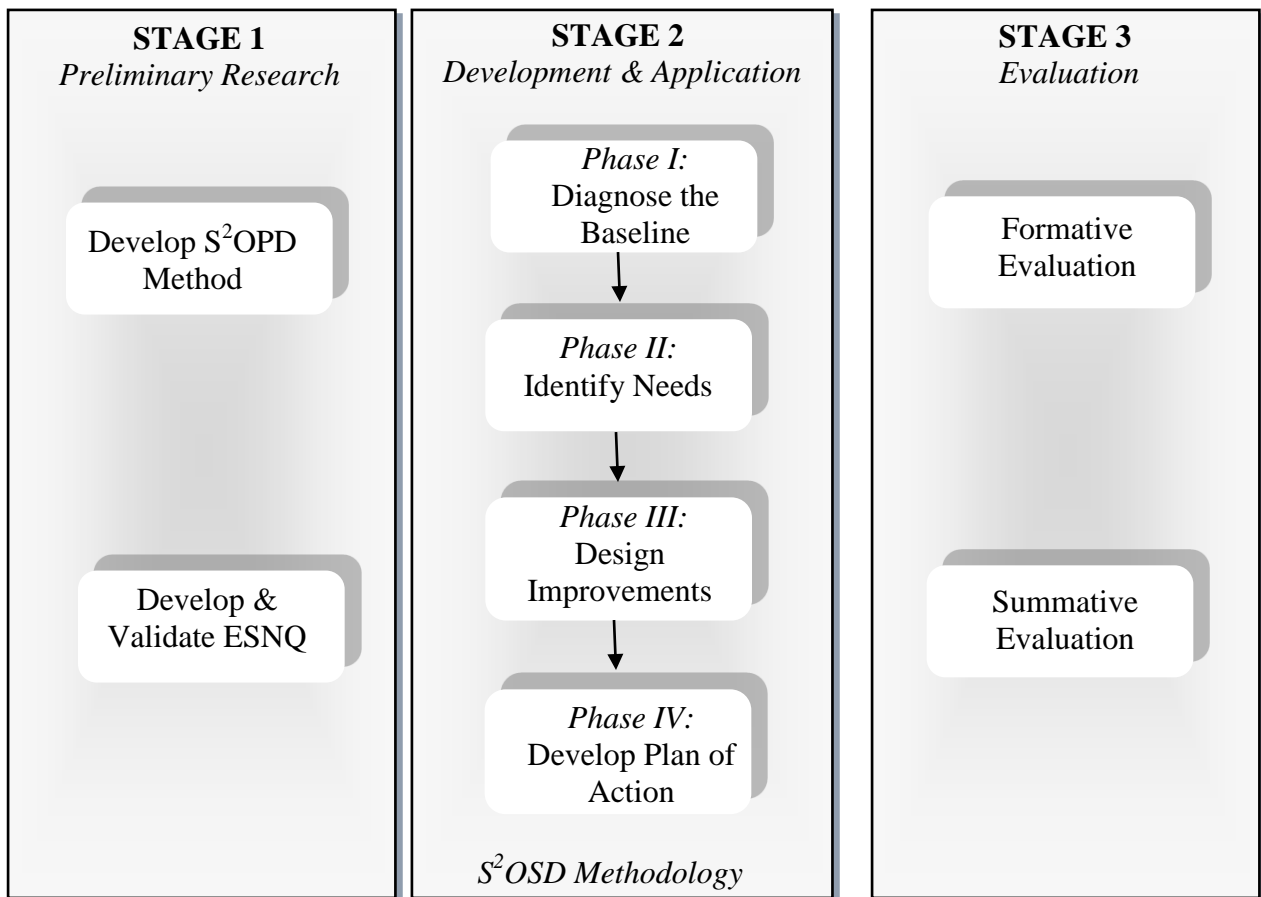 STAGE 1
Preliminary Research
Develop S²OPD
Method
Develop &
Validate ESNQ
STAGE 2
Development & Application
Phase I:
Diagnose the
Baseline
Phase II:
Identify Needs
Phase III:
Design
Improvements
Phase IV:
Develop Plan of
Action
S²OSD Methodology
STAGE 3
Evaluation
Formative
Evaluation
Summative
Evaluation